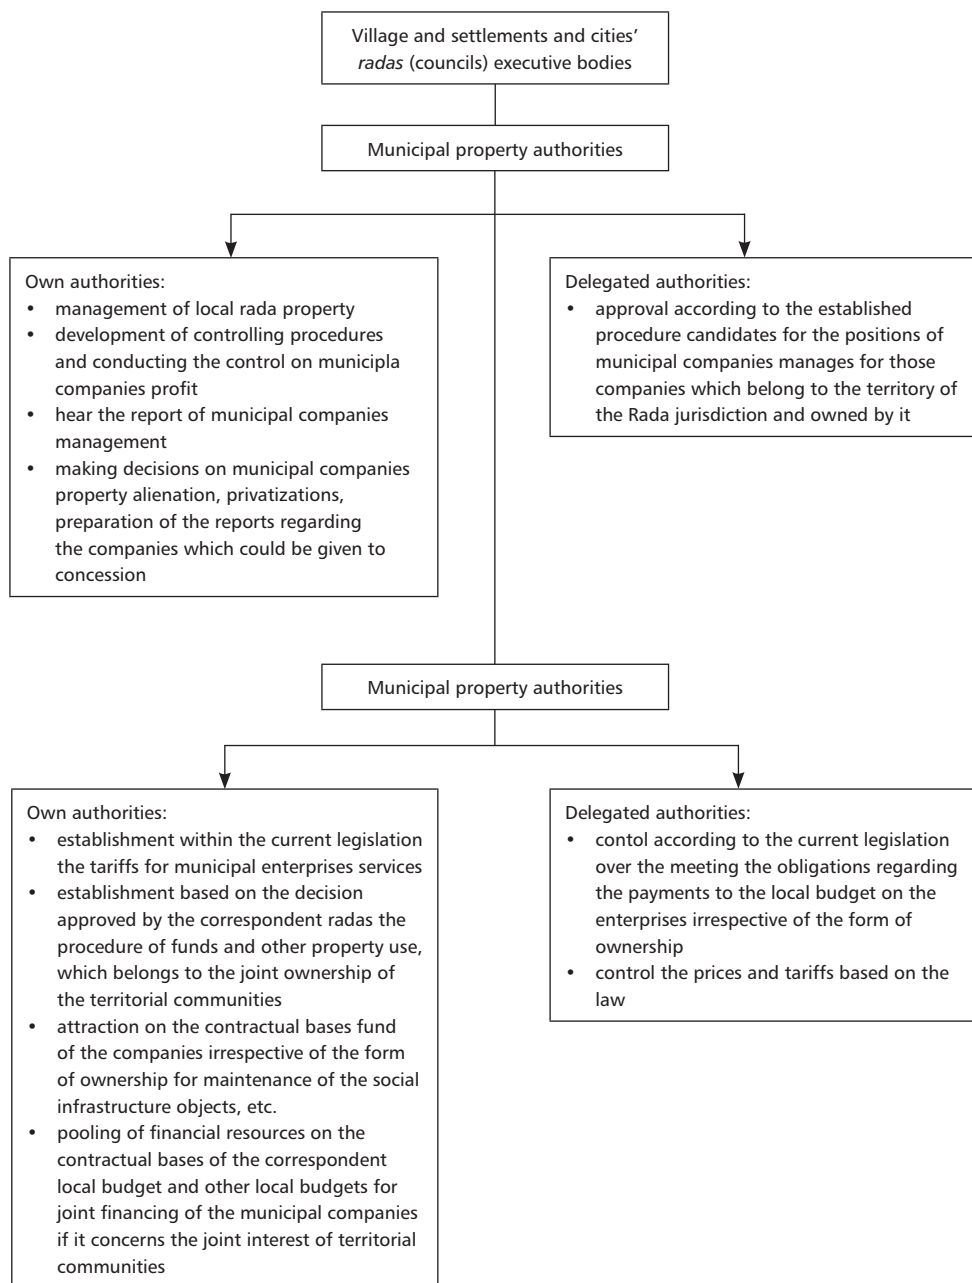 Village and settlements and cities'
radas (councils) executive bodies
Municipal property authorities
Own authorities:
• management of local rada property
• development of controlling procedures
and conducting the control on municipla
companies profit
• hear the report of municipal companies
management
• making decisions on municipal companies
property alienation, privatizations,
preparation of the reports regarding
the companies which could be given to
concession
Delegated authorities:
• approval according to the established
procedure candidates for the positions of
municipal companies manages for those
companies which belong to the territory of
the Rada jurisdiction and owned by it
Municipal property authorities
Own authorities:
• establishment within the current legislation
the tariffs for municipal enterprises services
• establishment based on the decision
approved by the correspondent radas the
procedure of funds and other property use,
which belongs to the joint ownership of
the territorial communities
• attraction on the contractual bases fund
of the companies irrespective of the form
of ownership for maintenance of the social
infrastructure objects, etc.
• pooling of financial resources on the
contractual bases of the correspondent
local budget and other local budgets for
joint financing of the municipal companies
if it concerns the joint interest of territorial
communities
Delegated authorities:
• contol according to the current legislation
over the meeting the obligations regarding
the payments to the local budget on the
enterprises irrespective of the form of
ownership
• control the prices and tariffs based on the
law